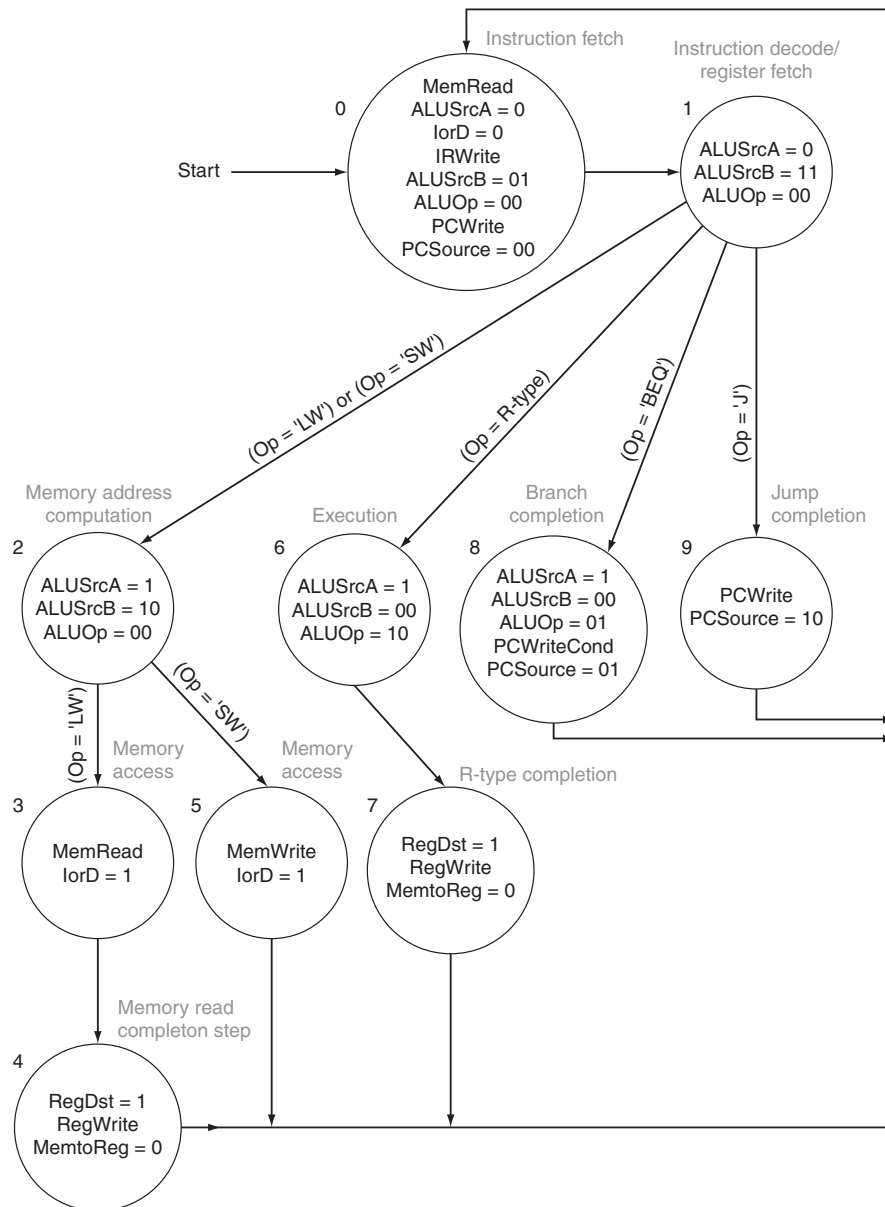 Instruction fetch
Instruction decode/
register fetch
0
MemRead
ALUSrcA = 0
IorD = 0
IRWrite
ALUSrcB = 01
ALUOp = 00
PCWrite
PCSource = 00
1
ALUSrcA = 0
ALUSrcB = 11
ALUOp = 00
Start
(Op = 'LW') or (Op = 'SW')
(Op = R-type)
(Op = 'BEQ')
(Op = 'J')
Memory address
computation
2
ALUSrcA = 1
ALUSrcB = 10
ALUOp = 00
Execution
6
ALUSrcA = 1
ALUSrcB = 00
ALUOp = 10
Branch
completion
8
ALUSrcA = 1
ALUSrcB = 00
ALUOp = 01
PCWriteCond
PCSource = 01
Jump
completion
9
PCWrite
PCSource = 10
(Op = 'LW')
(Op = 'SW')
Memory
access
3
MemRead
IorD = 1
Memory
access
5
MemWrite
IorD = 1
R-type completion
7
RegDst = 1
RegWrite
MemtoReg = 0
Memory read
completon step
4
RegDst = 1
RegWrite
MemtoReg = 0